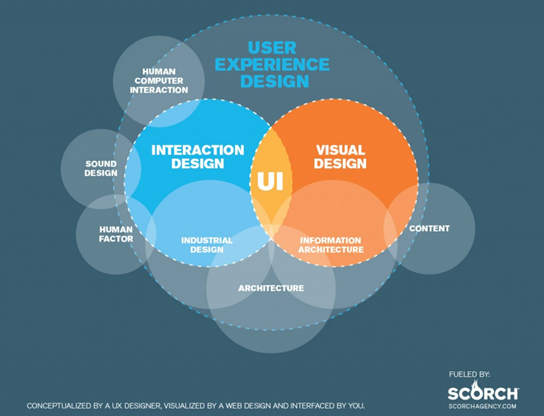 USER
EXPERIENCE
DESIGN
HUMAN
COMPUTER
INTERACTION
INTERACTION
DESIGN
VISUAL
DESIGN
SOUND
DESIGN
UI
HUMAN
FACTOR
INDUSTRIAL
DESIGN
INFORMATION
ARCHITECTURE
CONTENT
ARCHITECTURE
FUELED BY:
SCORCH
SCORCHAGENCY.COM
CONCEPTUALIZED BY A UX DESIGNER, VISUALIZED BY A WEB DESIGN AND INTERFACED BY YOU.